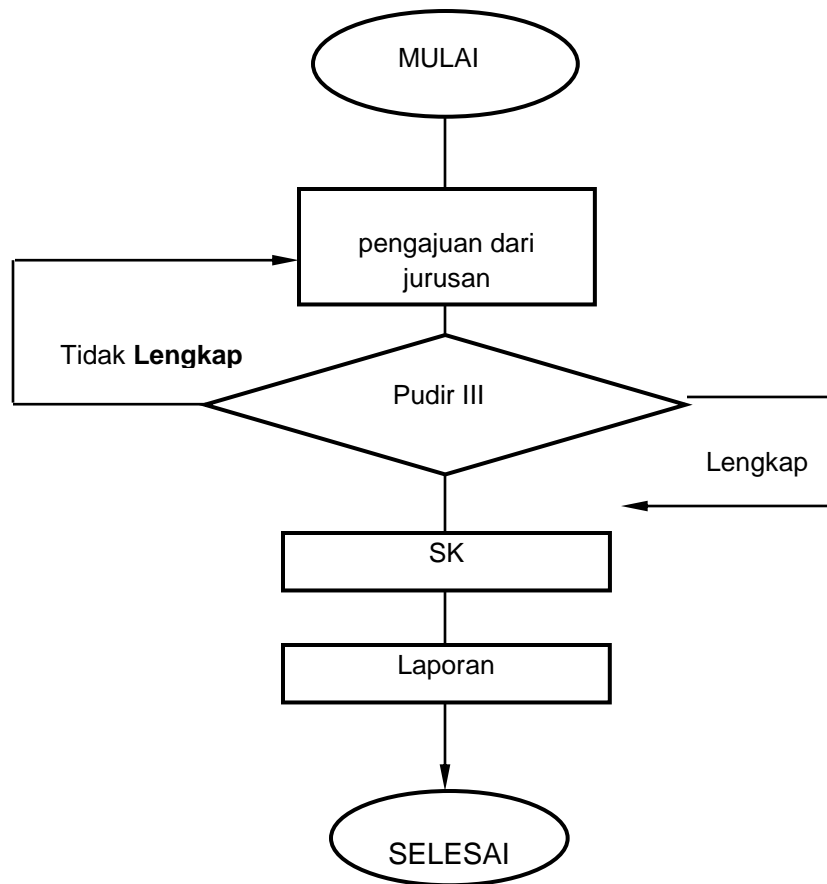 MULAI
pengajuan dari
jurusan
Tidak Lengkap
Pudir III
Lengkap
SK
Laporan
SELESAI